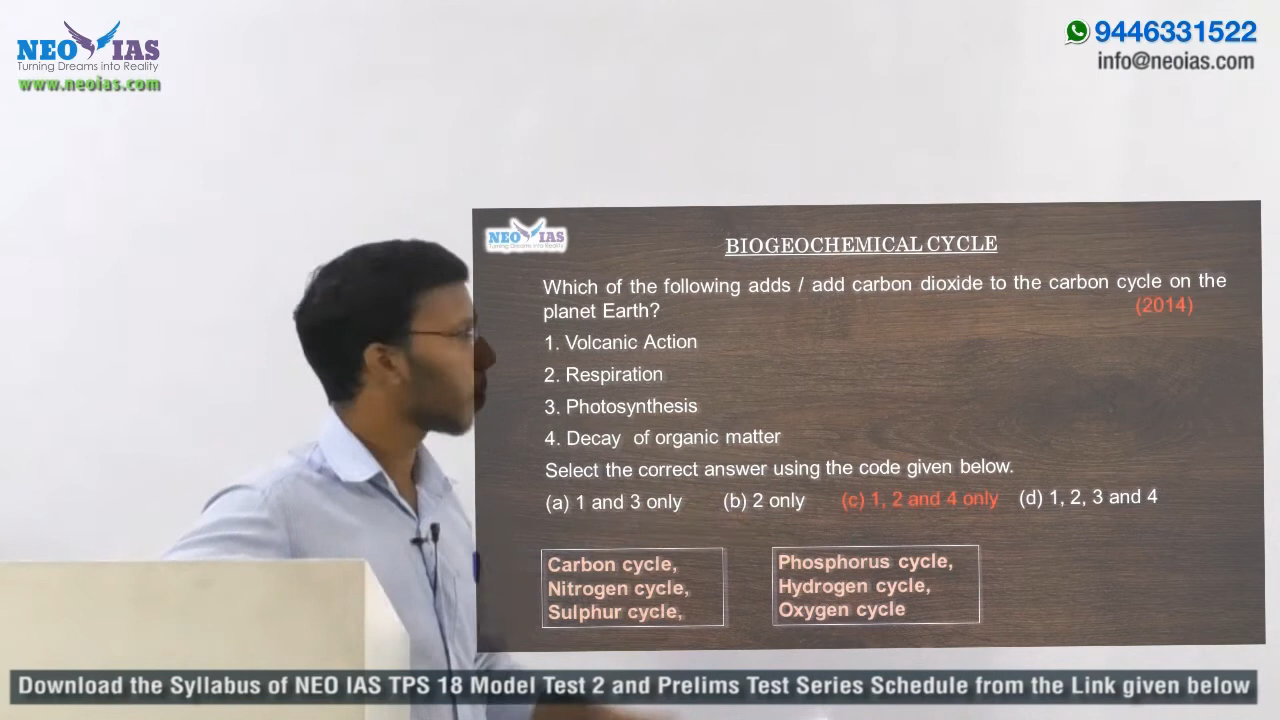 NEO IAS
Turning Dreams into Reality
www.neoias.com
9446331522
info@neoias.com
NEO IAS
Turning Dreams into Reality
BIOGEOCHEMICAL CYCLE
Which of the following adds / add carbon dioxide to the carbon cycle on the
planet Earth? (2014)
1. Volcanic Action
2. Respiration
3. Photosynthesis
4. Decay of organic matter
Select the correct answer using the code given below.
(a) 1 and 3 only (b) 2 only (c) 1, 2 and 4 only (d) 1, 2, 3 and 4
Carbon cycle,
Nitrogen cycle,
Sulphur cycle,
Phosphorus cycle,
Hydrogen cycle,
Oxygen cycle
Download the Syllabus of NEO IAS TPS 18 Model Test 2 and Prelims Test Series Schedule from the Link given below